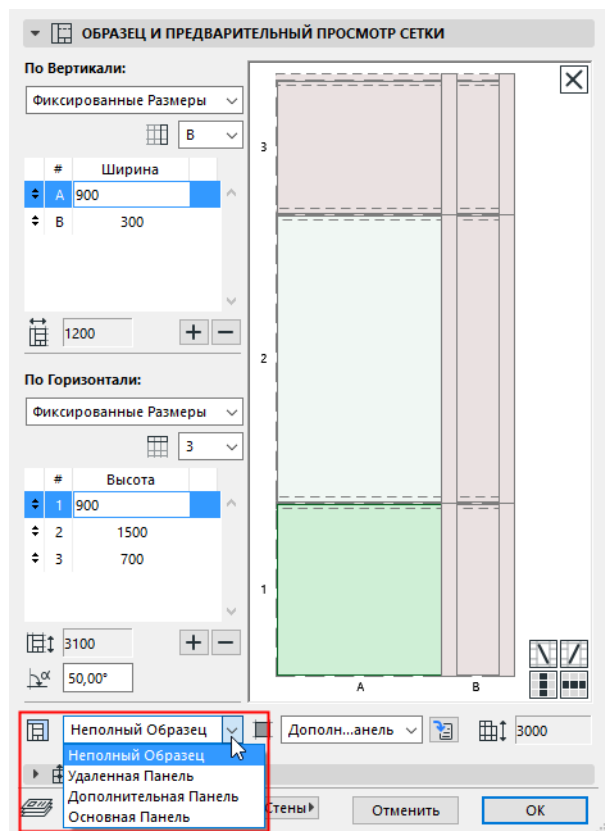 ОБРАЗЕЦ И ПРЕДВАРИТЕЛЬНЫЙ ПРОСМОТР СЕТКИ
По Вертикали:
Фиксированные Размеры
B
# Ширина
A 900
B 300
1200
По Горизонтали:
Фиксированные Размеры
3
# Высота
1 900
2 1500
3 700
3100
α 50,00°
3
2
1
A B
Неполный Образец
Дополн...анель
3000
Неполный Образец
Удаленная Панель
Дополнительная Панель
Основная Панель
Стены
Отменить
OK